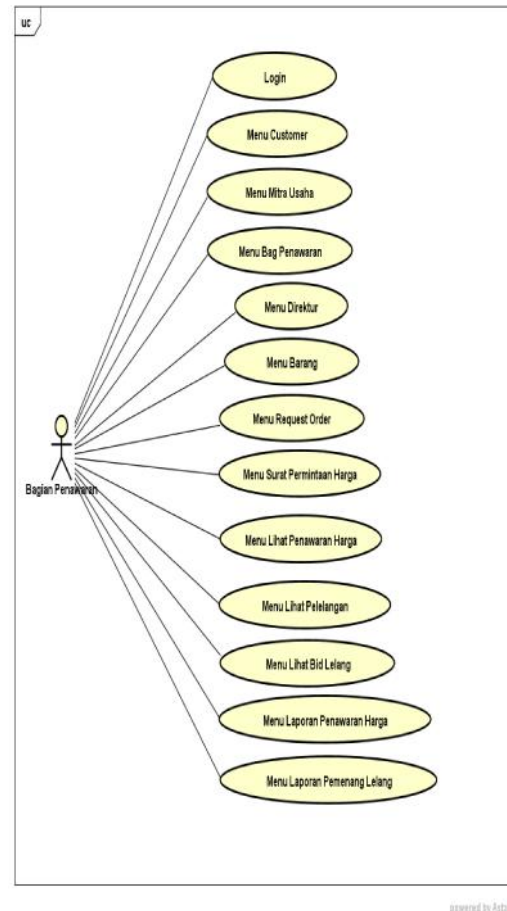 uc
Login
Menu Customer
Menu Mitra Usaha
Menu Bag Penawaran
Menu Direktur
Menu Barang
Menu Request Order
Bagian Penawaran
Menu Surat Permintaan Harga
Menu Lihat Penawaran Harga
Menu Lihat Pelelangan
Menu Lihat Bid Lelang
Menu Laporan Penawaran Harga
Menu Laporan Pemenang Lelang
powered by